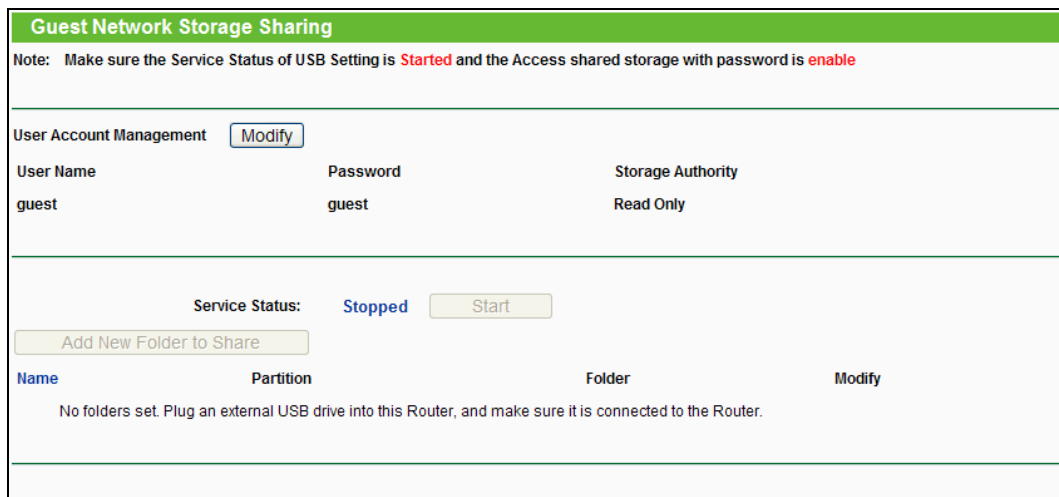 Guest Network Storage Sharing
Note: Make sure the Service Status of USB Setting is Started and the Access shared storage with password is enable
User Account Management Modify
User Name Password Storage Authority
guest guest Read Only
Service Status: Stopped Start
Add New Folder to Share
Name Partition Folder Modify
No folders set. Plug an external USB drive into this Router, and make sure it is connected to the Router.